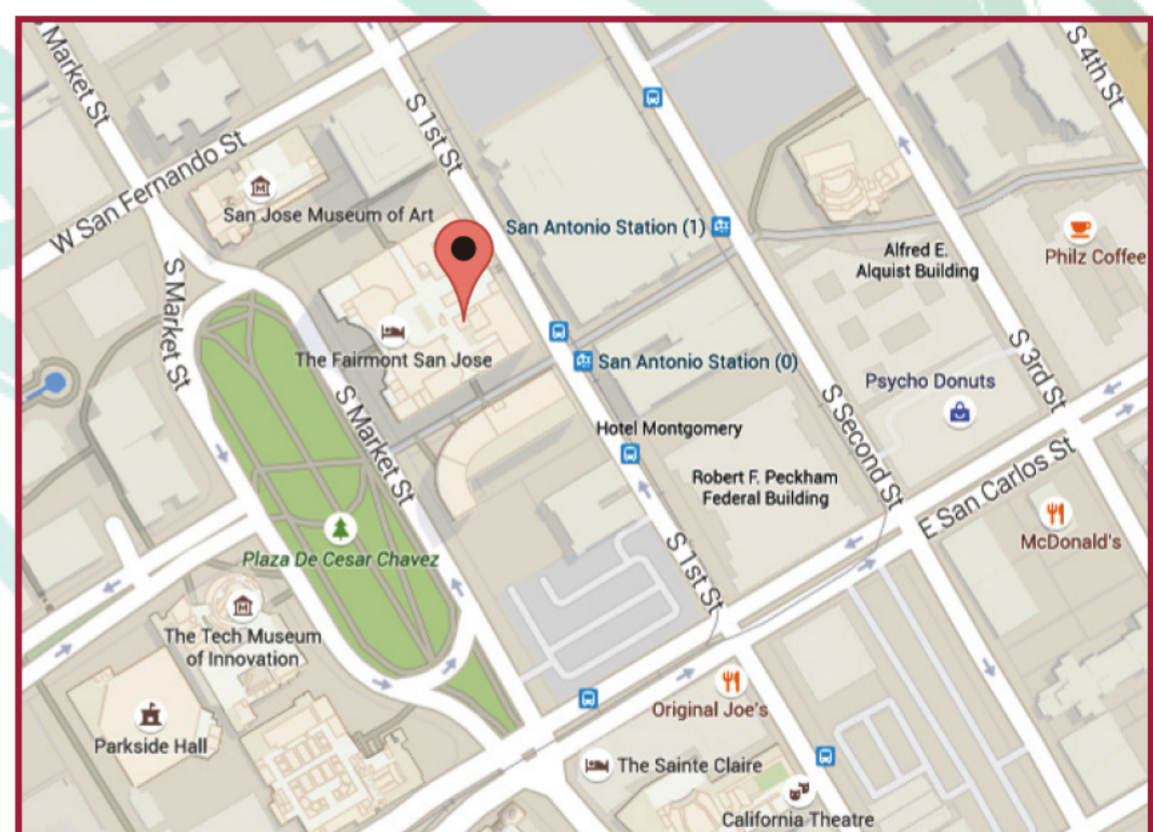 Market St
S 4th St
S 1st St
W San Fernando St
San Jose Museum of Art
San Antonio Station (1)
Alfred E.
Alquist Building
Philz Coffee
S Market St
The Fairmont San Jose
San Antonio Station (0)
S 3rd St
Psycho Donuts
S Market St
S Second St
Hotel Montgomery
Robert F. Peckham
Federal Building
E San Carlos St
McDonald's
Plaza De Cesar Chavez
S 1st St
The Tech Museum
of Innovation
Original Joe's
Parkside Hall
The Sainte Claire
California Theatre